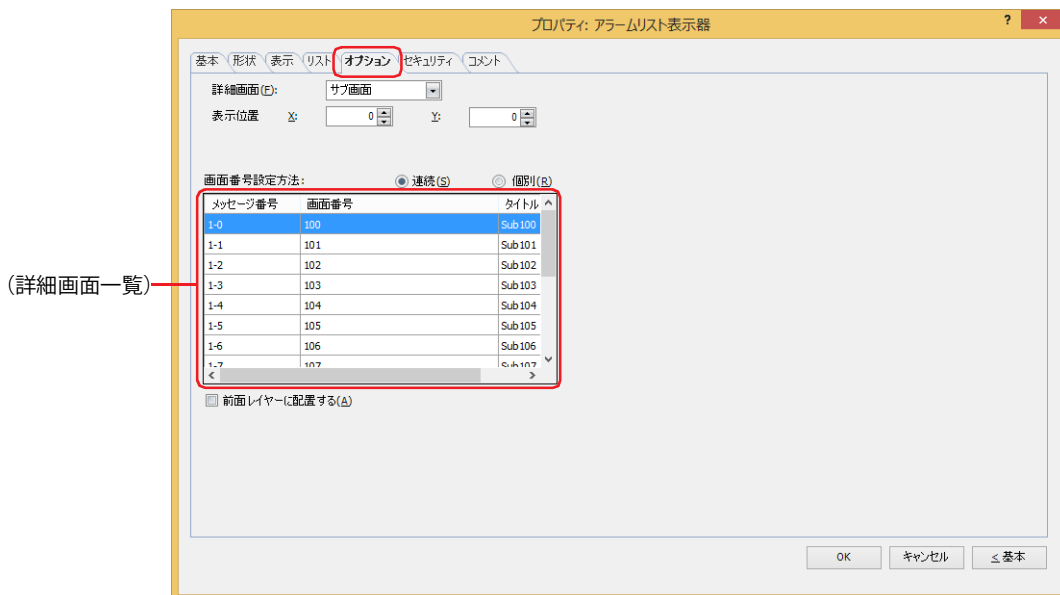 プロパティ: アラームリスト表示器 ? ×
基本 形状 表示 リスト オプション セキュリティ コメント
詳細画面(F): サブ画面
表示位置 X: 0 Y: 0
画面番号設定方法: 連続(S) 個別(R)
メッセージ番号 画面番号 タイトル
1-0 100 Sub100
1-1 101 Sub101
1-2 102 Sub102
(詳細画面一覧)
1-3 103 Sub103
1-4 104 Sub104
1-5 105 Sub105
1-6 106 Sub106
1-7 107 Sub107
前面レイヤーに配置する(A)
OK キャンセル <基本